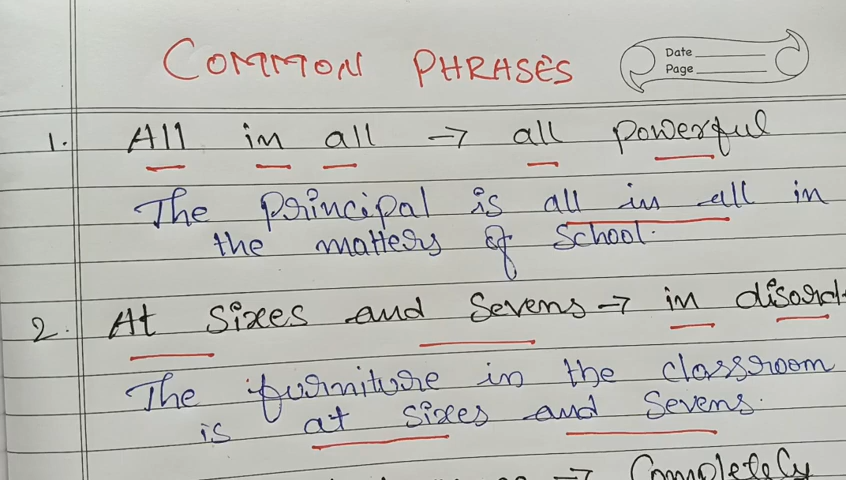 COMMON PHRASES
Date
Page
1. All in all → all powerful
The principal is all in all in
the matters of School.
2. At Sixes and Sevens → in
The furniture in the classroom
is at sixes and Sevens.
→ Completely